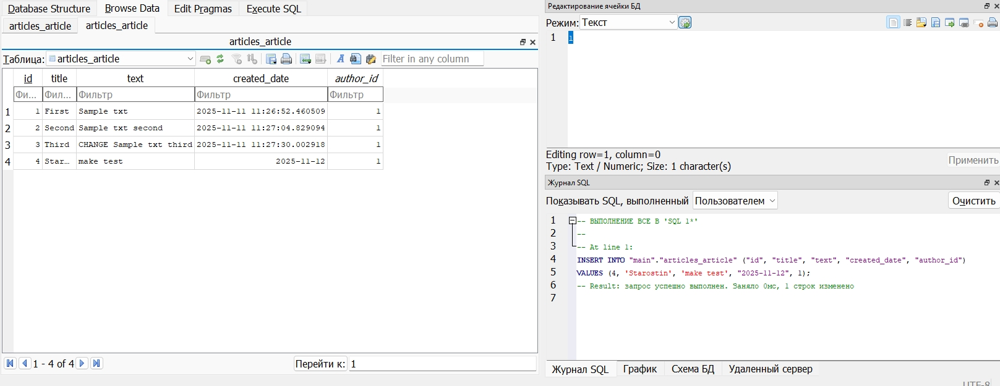 Database Structure Browse Data Edit Pragmas Execute SQL
articles_article articles_article
articles_article
Таблица: articles_article Filter in any column
id title text created_date author_id
Фи... Фил... Фильтр Фильтр Фильтр
1 1 First Sample txt 2025-11-11 11:26:52.460509 1
2 2 Second Sample txt second 2025-11-11 11:27:04.829094 1
3 3 Third CHANGE Sample txt third 2025-11-11 11:27:30.002918 1
4 4 Star... make test 2025-11-12 1
1 - 4 of 4 Перейти к: 1
Редактирование ячейки БД
Режим: Текст
1 1
Editing row=1, column=0
Type: Text / Numeric; Size: 1 character(s)
Применить
Журнал SQL
Показывать SQL, выполненный Пользователем Очистить
1 -- ВЫПОЛНЕНИЕ ВСЕ В 'SQL 1*'
2 --
3 -- At line 1:
4 INSERT INTO "main"."articles_article" ("id", "title", "text", "created_date", "author_id")
5 VALUES (4, 'Starostin', 'make test', "2025-11-12", 1);
6 -- Result: запрос успешно выполнен. Заняло 0мс, 1 строк изменено
7
Журнал SQL График Схема БД Удаленный сервер
UTF-8